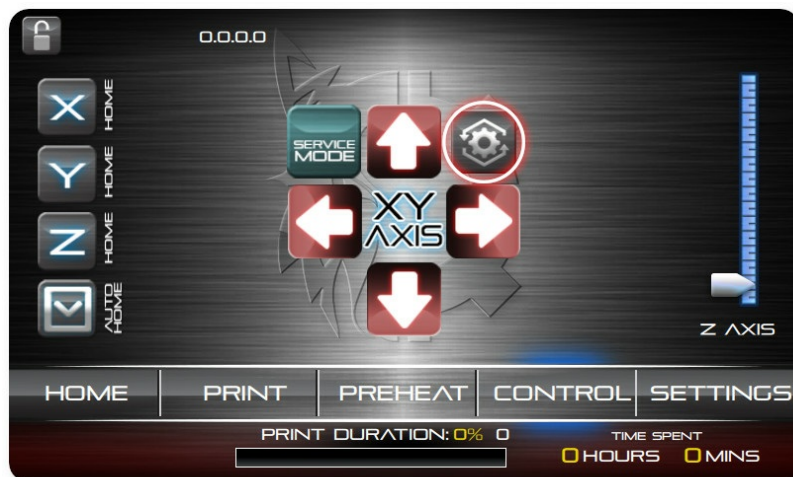 0.0.0.0
X HOME
Y HOME
Z HOME
AUTO HOME
SERVICE MODE
XY AXIS
Z AXIS
HOME PRINT PREHEAT CONTROL SETTINGS
PRINT DURATION: 0% 0
TIME SPENT
0 HOURS 0 MINS